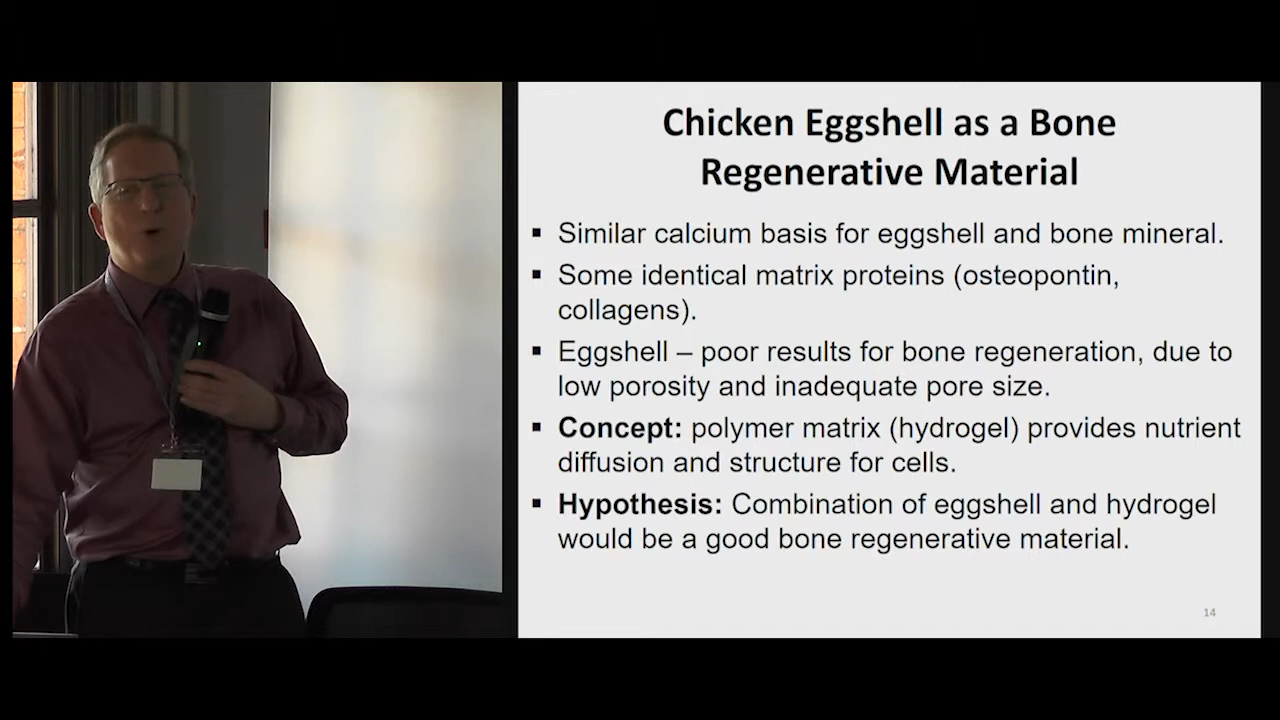 Chicken Eggshell as a Bone
Regenerative Material
▪ Similar calcium basis for eggshell and bone mineral.
▪ Some identical matrix proteins (osteopontin,
collagens).
▪ Eggshell – poor results for bone regeneration, due to
low porosity and inadequate pore size.
▪ Concept: polymer matrix (hydrogel) provides nutrient
diffusion and structure for cells.
▪ Hypothesis: Combination of eggshell and hydrogel
would be a good bone regenerative material.
14